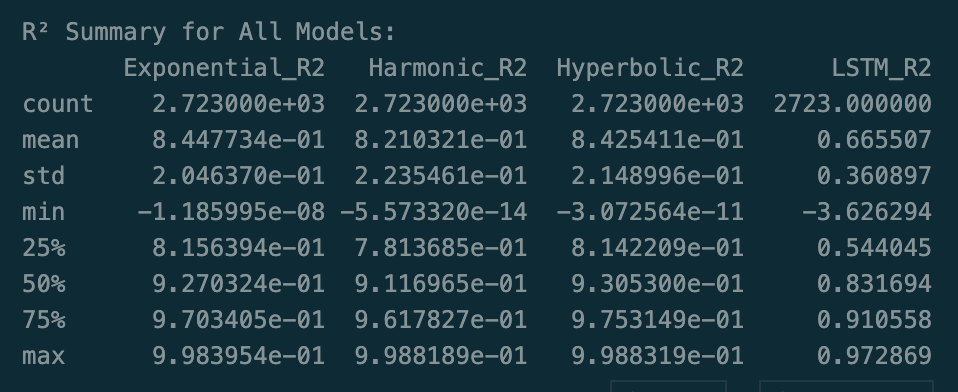 R² Summary for All Models:
Exponential_R2 Harmonic_R2 Hyperbolic_R2 LSTM_R2
count 2.723000e+03 2.723000e+03 2.723000e+03 2723.000000
mean 8.447734e-01 8.210321e-01 8.425411e-01 0.665507
std 2.046370e-01 2.235461e-01 2.148996e-01 0.360897
min -1.185995e-08 -5.573320e-14 -3.072564e-11 -3.626294
25% 8.156394e-01 7.813685e-01 8.142209e-01 0.544045
50% 9.270324e-01 9.116965e-01 9.305300e-01 0.831694
75% 9.703405e-01 9.617827e-01 9.753149e-01 0.910558
max 9.983954e-01 9.988189e-01 9.988319e-01 0.972869